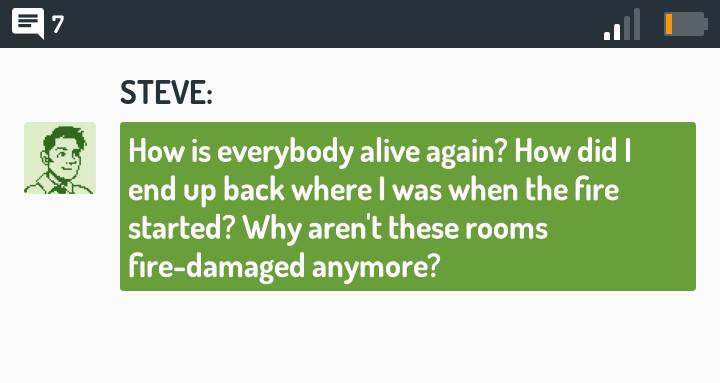 7
STEVE:
How is everybody alive again? How did I
end up back where I was when the fire
started? Why aren't these rooms
fire-damaged anymore?